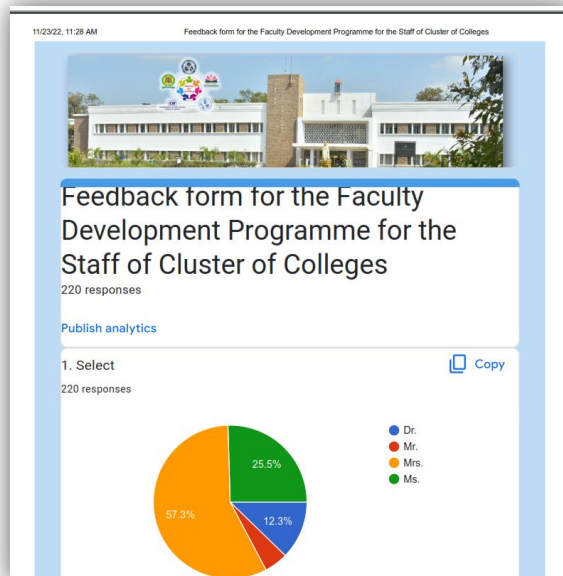 11/23/22, 11:28 AM
Feedback form for the Faculty Development Programme for the Staff of Cluster of Colleges
Feedback form for the Faculty
Development Programme for the
Staff of Cluster of Colleges
220 responses
Publish analytics
1. Select
Copy
220 responses
Dr.
Mr.
Mrs.
Ms.
25.5%
57.3%
12.3%